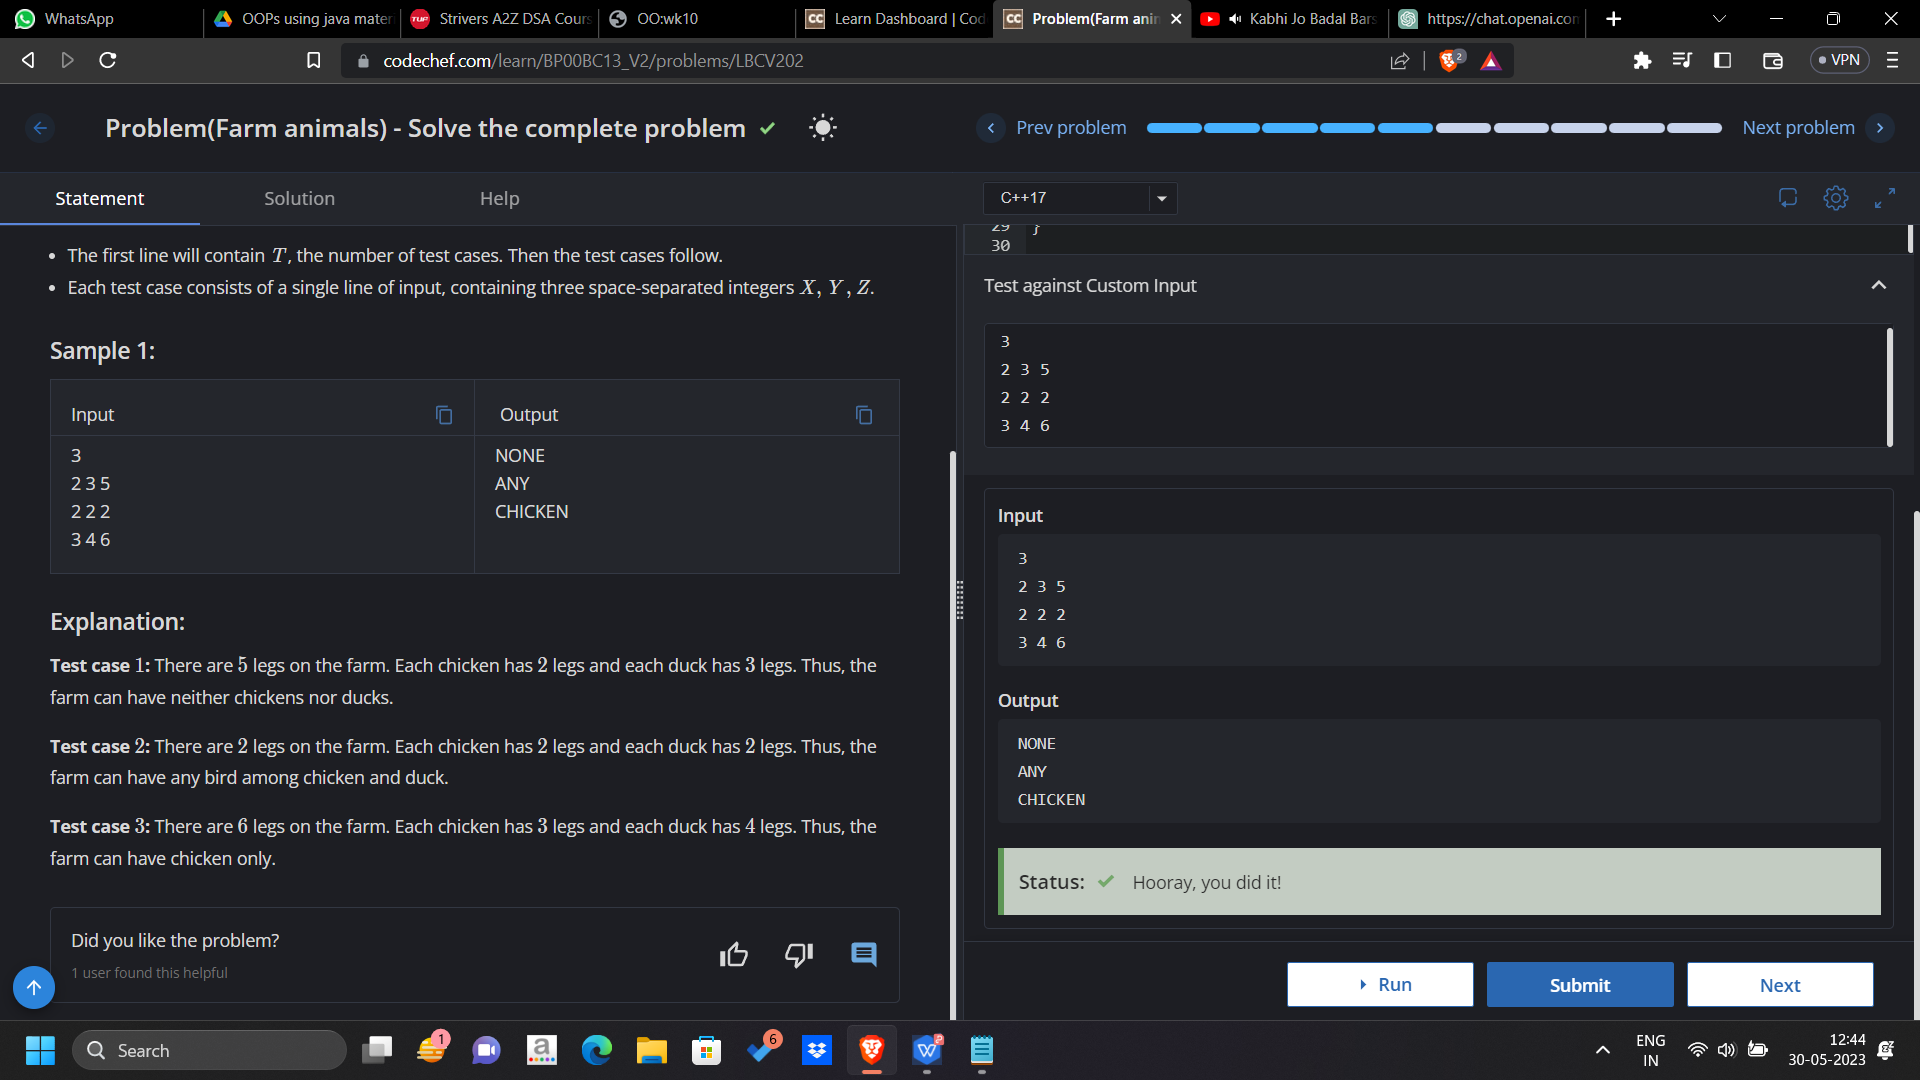 WhatsApp
OOPs using java mater
Strivers A2Z DSA Cours
OO:wk10
Learn Dashboard | Cod
Problem(Farm anim
Kabhi Jo Badal Bars
https://chat.openai.com
codechef.com/learn/BP00BC13_V2/problems/LBCV202
2
VPN
Problem(Farm animals) - Solve the complete problem
Prev problem
Next problem
Statement
Solution
Help
C++17
The first line will contain T, the number of test cases. Then the test cases follow.
Each test case consists of a single line of input, containing three space-separated integers X, Y, Z.
Sample 1:
Input
Output
3
2 3 5
2 2 2
3 4 6
NONE
ANY
CHICKEN
Explanation:
Test case 1: There are 5 legs on the farm. Each chicken has 2 legs and each duck has 3 legs. Thus, the
farm can have neither chickens nor ducks.
Test case 2: There are 2 legs on the farm. Each chicken has 2 legs and each duck has 2 legs. Thus, the
farm can have any bird among chicken and duck.
Test case 3: There are 6 legs on the farm. Each chicken has 3 legs and each duck has 4 legs. Thus, the
farm can have chicken only.
Did you like the problem?
1 user found this helpful
29 }
30
Test against Custom Input
3
2 3 5
2 2 2
3 4 6
Input
3
2 3 5
2 2 2
3 4 6
Output
NONE
ANY
CHICKEN
Status: Hooray, you did it!
Run
Submit
Next
Search
1
6
ENG
IN
12:44
30-05-2023